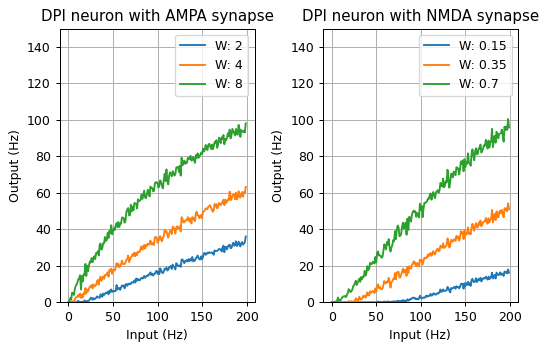 DPI neuron with AMPA synapse
W: 2
W: 4
W: 8
Output (Hz)
140
120
100
80
60
40
20
0
0 50 100 150 200
Input (Hz)
DPI neuron with NMDA synapse
W: 0.15
W: 0.35
W: 0.7
Output (Hz)
140
120
100
80
60
40
20
0
0 50 100 150 200
Input (Hz)